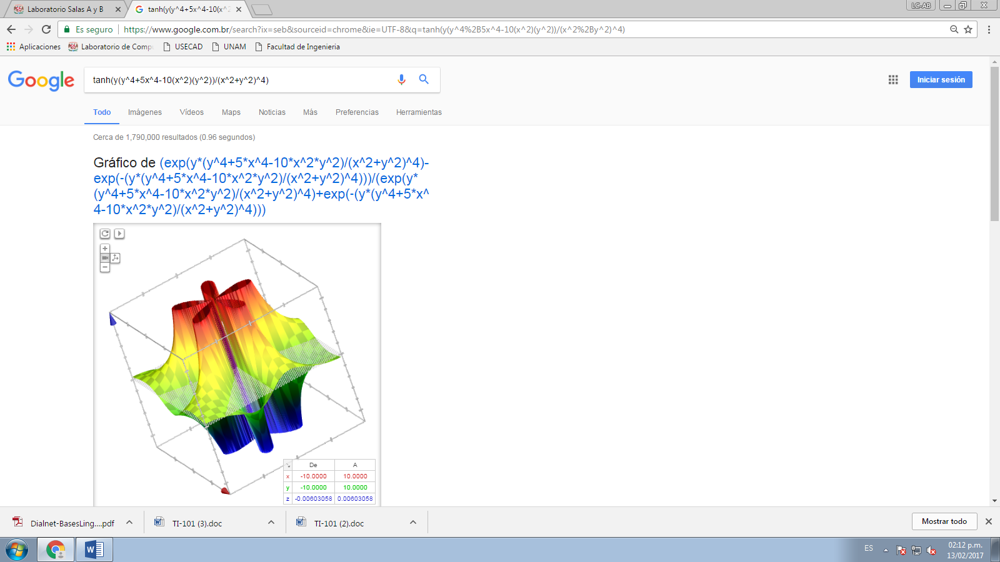 Laboratorio Salas A y B
tanh(y(y^4+5x^4-10(x^2
LC-AB
Es seguro
https://www.google.com.br/search?ix=seb&sourceid=chrome&ie=UTF-8&q=tanh(y(y^4%2B5x^4-10(x^2)(y^2))/(x^2%2By^2)^4)
Aplicaciones
Laboratorio de Comp
USECAD
UNAM
Facultad de Ingenieria
Google
tanh(y(y^4+5x^4-10(x^2)(y^2))/(x^2+y^2)^4)
Iniciar sesión
Todo
Imágenes
Vídeos
Maps
Noticias
Más
Preferencias
Herramientas
Cerca de 1,790,000 resultados (0.96 segundos)
Gráfico de (exp(y*(y^4+5*x^4-10*x^2*y^2)/(x^2+y^2)^4)-
exp(-(y*(y^4+5*x^4-10*x^2*y^2)/(x^2+y^2)^4)))/(exp(y*
(y^4+5*x^4-10*x^2*y^2)/(x^2+y^2)^4)+exp(-(y*(y^4+5*x^
4-10*x^2*y^2)/(x^2+y^2)^4)))
De A
x -10.0000 10.0000
y -10.0000 10.0000
z -0.00603058 0.00603058
Dialnet-BasesLing....pdf
TI-101 (3).doc
TI-101 (2).doc
Mostrar todo
ES
02:12 p.m.
13/02/2017